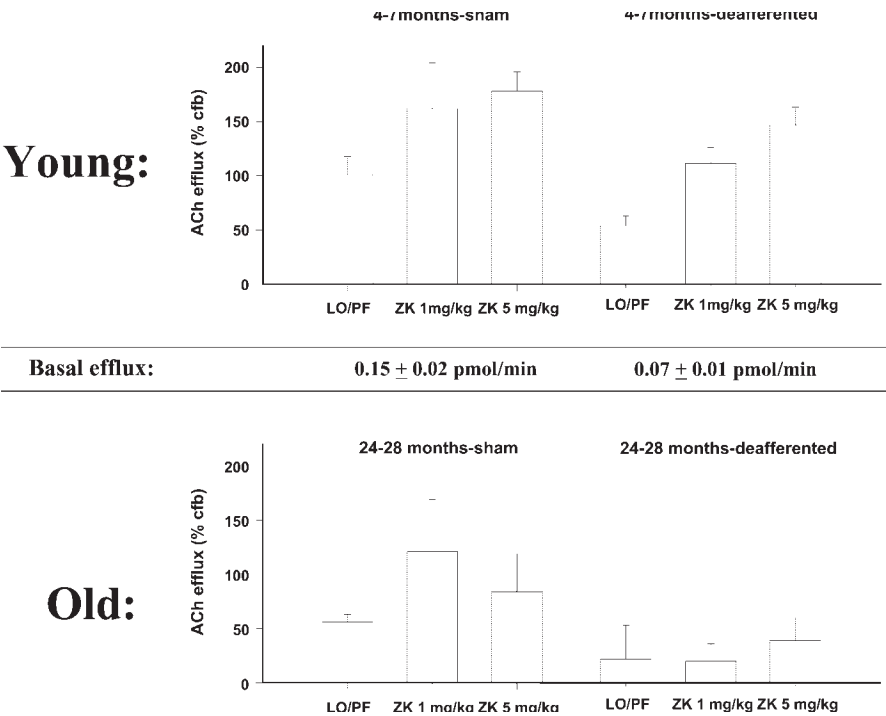 4-7months-sham 4-7months-deafferented
200
150
100
50
0
ACh efflux (% cfb)
Young:
LO/PF ZK 1mg/kg ZK 5 mg/kg LO/PF ZK 1mg/kg ZK 5 mg/kg
Basal efflux: 0.15 ± 0.02 pmol/min 0.07 ± 0.01 pmol/min
24-28 months-sham 24-28 months-deafferented
200
150
100
50
0
ACh efflux (% cfb)
Old:
LO/PF ZK 1 mg/kg ZK 5 mg/kg LO/PF ZK 1 mg/kg ZK 5 mg/kg